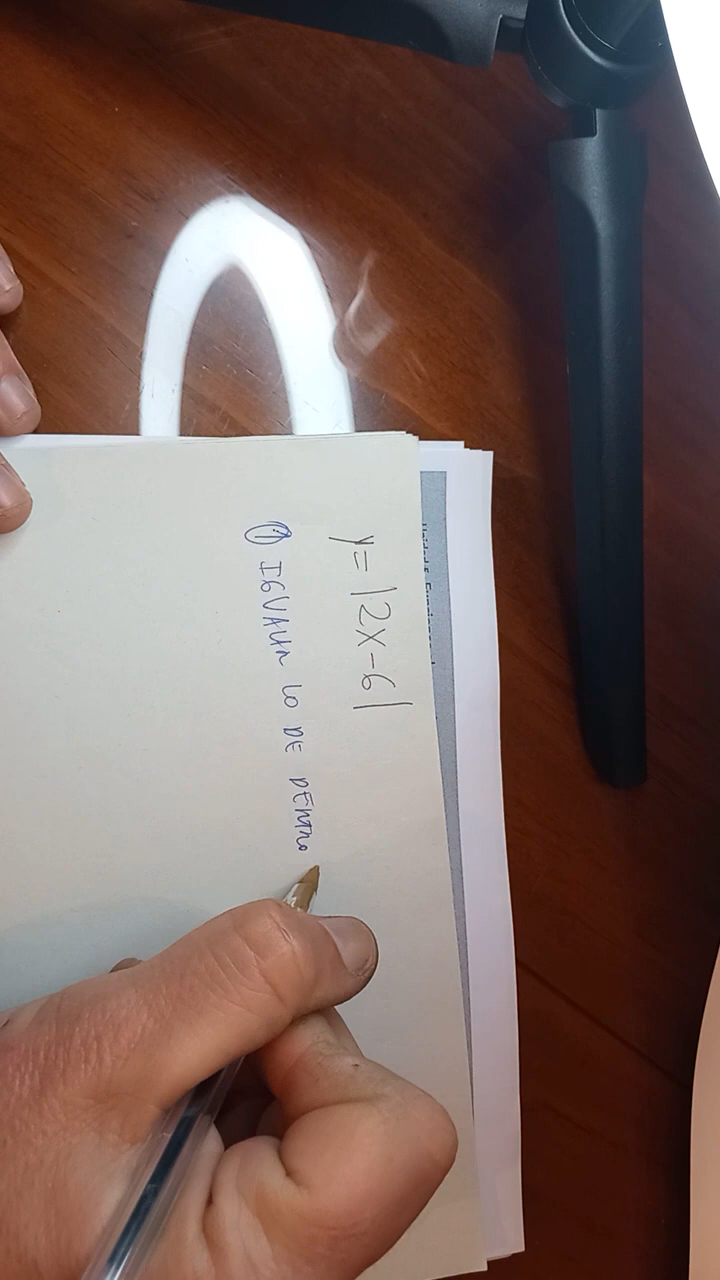 y = |2x-6|
① IGUALAR LO DE DENTRO